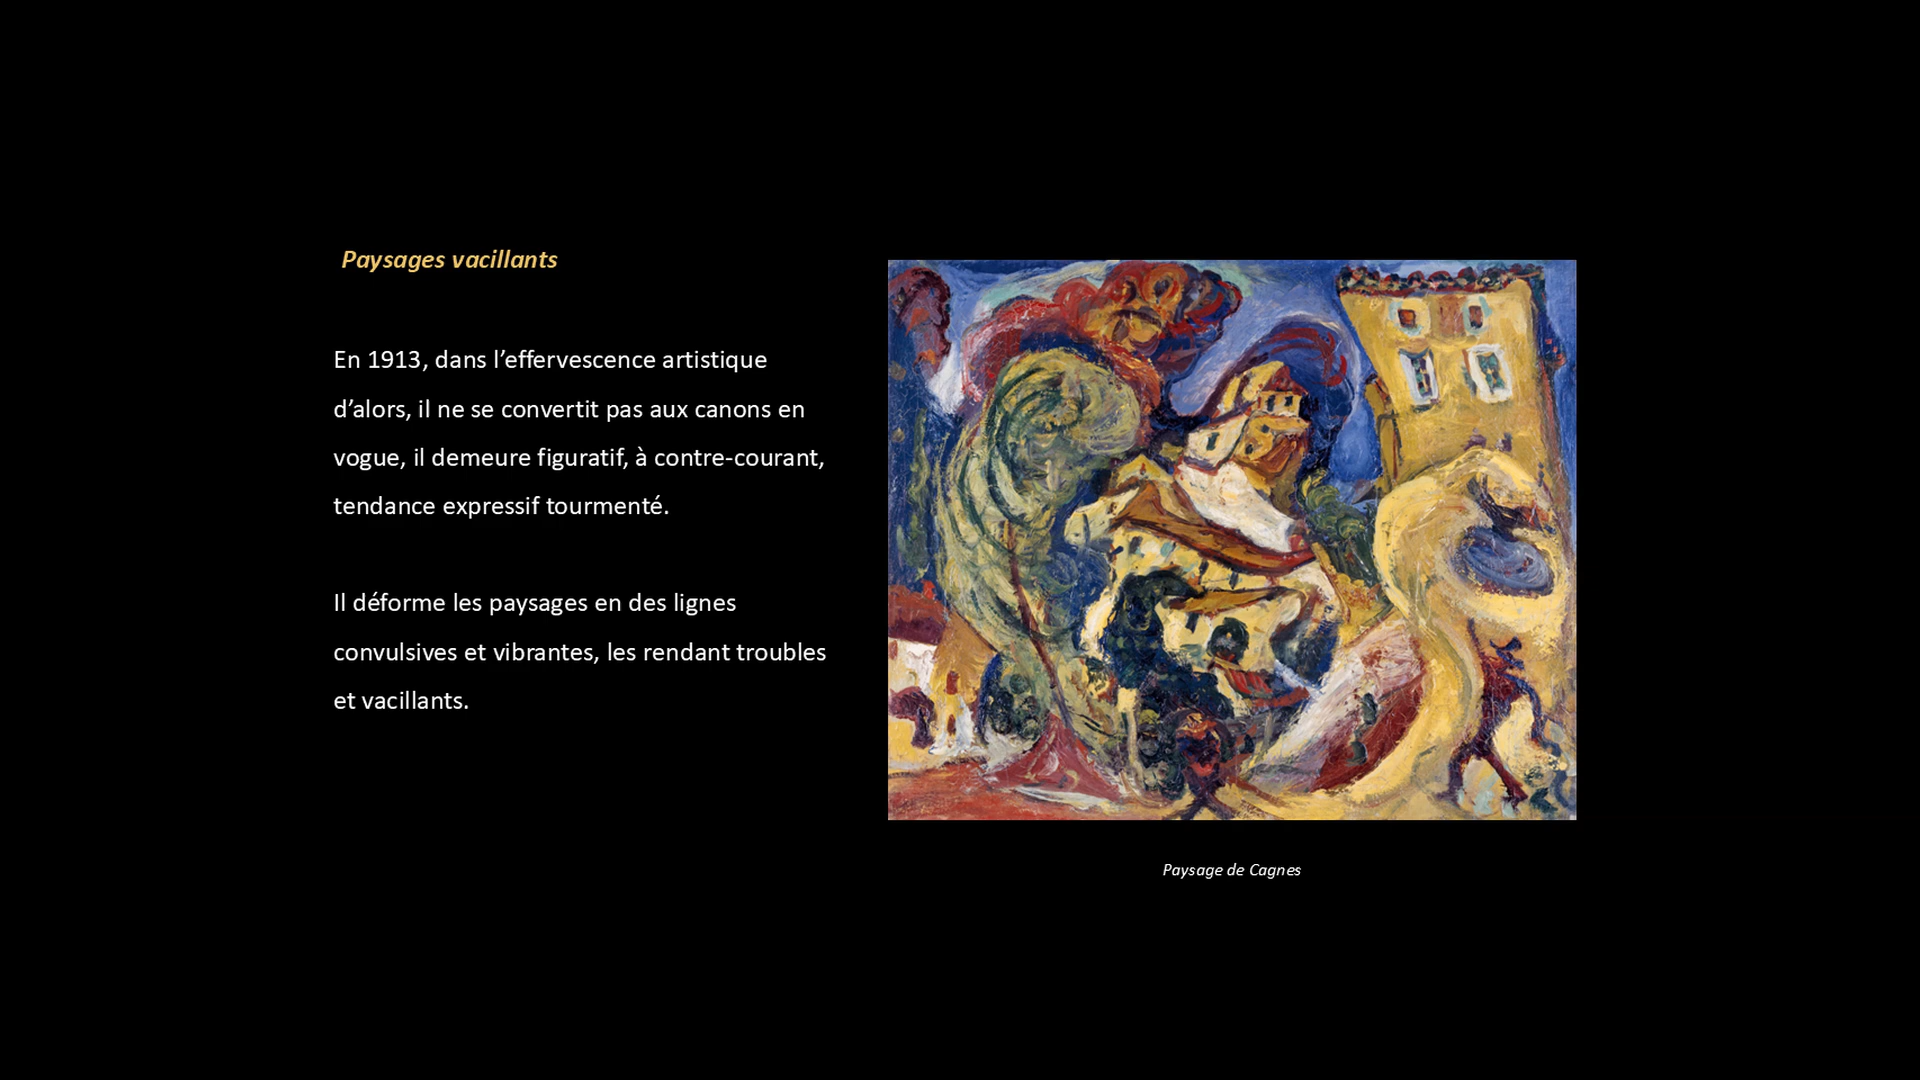 Paysages vacillants
En 1913, dans l’effervescence artistique
d’alors, il ne se convertit pas aux canons en
vogue, il demeure figuratif, à contre-courant,
tendance expressif tourmenté.
Il déforme les paysages en des lignes
convulsives et vibrantes, les rendant troubles
et vacillants.
Paysage de Cagnes